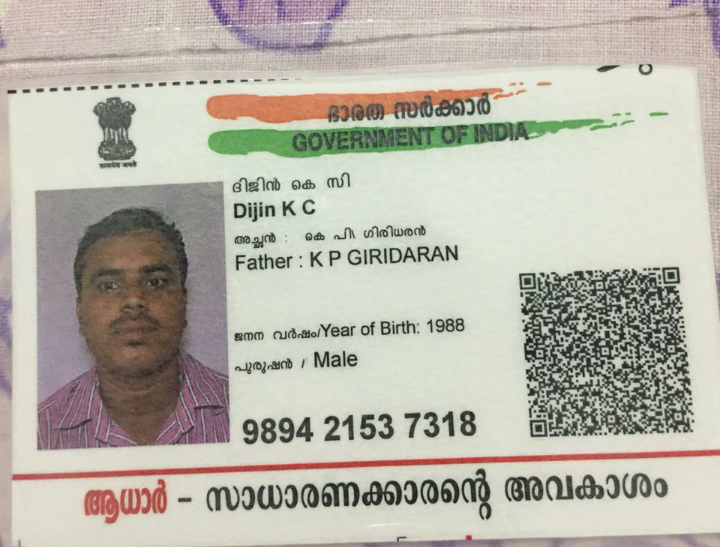 ഭാരത സർക്കാർ
GOVERNMENT OF INDIA
ദിജിൻ കെ സി
Dijin K C
അച്ഛൻ : കെ പി ഗിരിധരൻ
Father : K P GIRIDARAN
ജനന വർഷം/Year of Birth: 1988
പുരുഷൻ / Male
9894 2153 7318
ആധാർ – സാധാരണക്കാരന്റെ അവകാശം